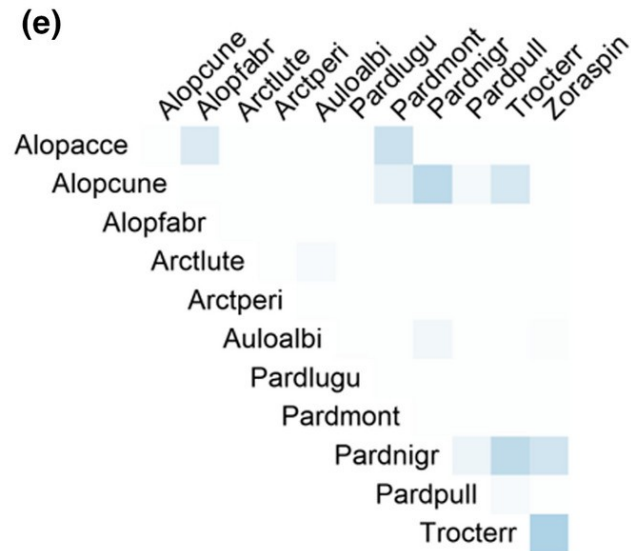 (e)
Alopcune
Alopfabr
Arctlute
Arctperi
Auloalbi
Pardlugu
Pardmont
Pardnigr
Pardpull
Trocterr
Zoraspin
Alopacce
Alopcune
Alopfabr
Arctlute
Arctperi
Auloalbi
Pardlugu
Pardmont
Pardnigr
Pardpull
Trocterr